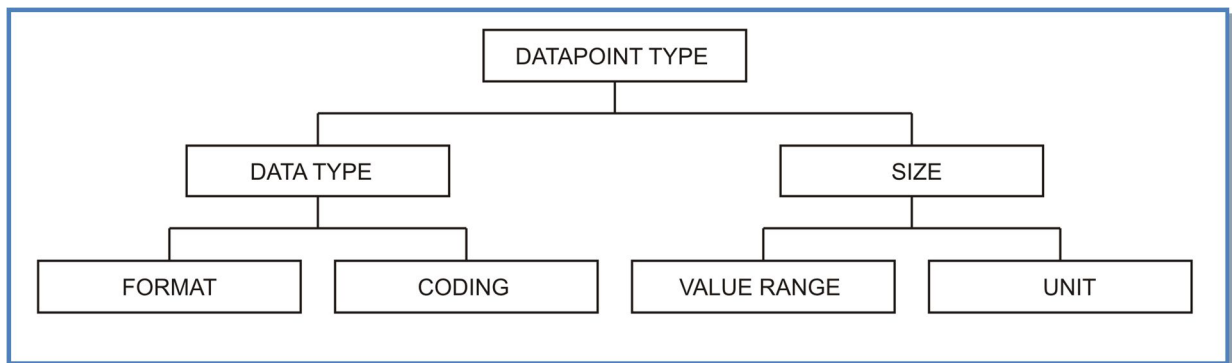 DATAPOINT TYPE
DATA TYPE
SIZE
FORMAT
CODING
VALUE RANGE
UNIT